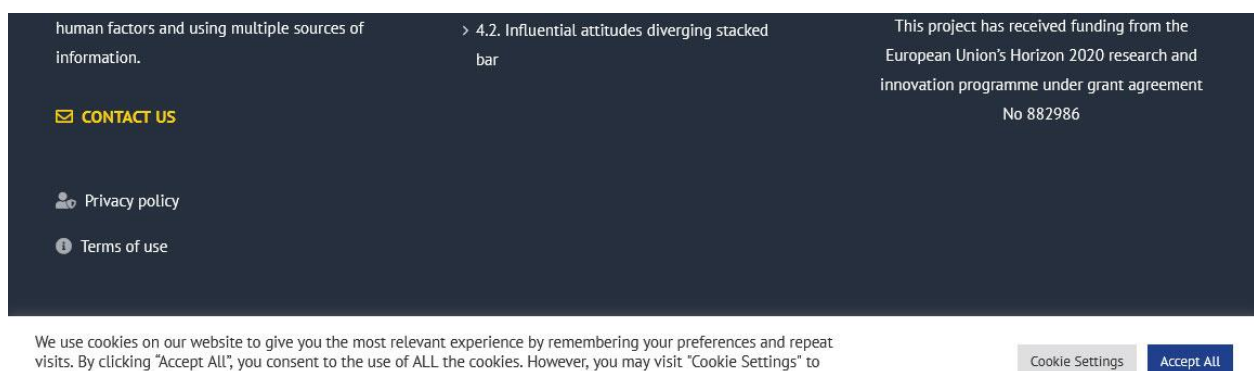 human factors and using multiple sources of
information.
CONTACT US
Privacy policy
Terms of use
> 4.2. Influential attitudes diverging stacked
bar
This project has received funding from the
European Union’s Horizon 2020 research and
innovation programme under grant agreement
No 882986
We use cookies on our website to give you the most relevant experience by remembering your preferences and repeat
visits. By clicking “Accept All”, you consent to the use of ALL the cookies. However, you may visit "Cookie Settings" to
Cookie Settings
Accept All